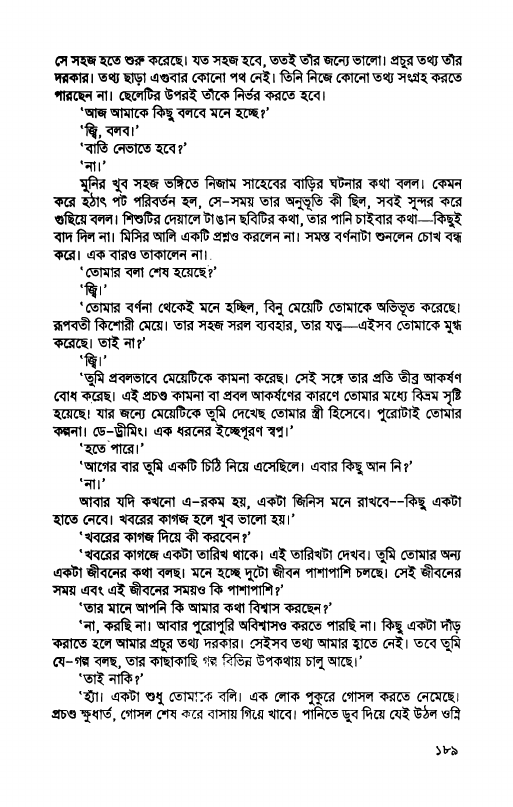 সে সহজ হতে শুরু করেছে। যত সহজ হবে, ততই তাঁর জন্যে ভালো। প্রচুর তথ্য তাঁর
দরকার। তথ্য ছাড়া এগুবার কোনো পথ নেই। তিনি নিজে কোনো তথ্য সংগ্রহ করতে
পারছেন না। ছেলেটির উপরই তাঁকে নির্ভর করতে হবে।
‘আজ আমাকে কিছু বলবে মনে হচ্ছে?’
‘জ্বি, বলব।’
‘বাতি নেভাতে হবে?’
‘না।’
মুনির খুব সহজ ভঙ্গিতে নিজাম সাহেবের বাড়ির ঘটনার কথা বলল। কেমন
করে হঠাৎ পট পরিবর্তন হল, সে-সময় তার অনুভূতি কী ছিল, সবই সুন্দর করে
গুছিয়ে বলল। শিশুটির দেয়ালে টাঙান ছবিটির কথা, তার পানি চাইবার কথা—কিছুই
বাদ দিল না। মিসির আলি একটি প্রশ্নও করলেন না। সমস্ত বর্ণনাটা শুনলেন চোখ বন্ধ
করে। এক বারও তাকালেন না।
‘তোমার বলা শেষ হয়েছে?’
‘জ্বি।’
‘তোমার বর্ণনা থেকেই মনে হচ্ছিল, বিনু মেয়েটি তোমাকে অভিভূত করেছে।
রূপবতী কিশোরী মেয়ে। তার সহজ সরল ব্যবহার, তার যত্ন—এইসব তোমাকে মুগ্ধ
করেছে। তাই না?’
‘জ্বি।’
‘তুমি প্রবলভাবে মেয়েটিকে কামনা করেছ। সেই সঙ্গে তার প্রতি তীব্র আকর্ষণ
বোধ করেছ। এই প্রচণ্ড কামনা বা প্রবল আকর্ষণের কারণে তোমার মধ্যে বিভ্রম সৃষ্টি
হয়েছে। যার জন্যে মেয়েটিকে তুমি দেখেছ তোমার স্ত্রী হিসেবে। পুরোটাই তোমার
কল্পনা। ডে-ড্রীমিং। এক ধরনের ইচ্ছেপূরণ স্বপ্ন।’
‘হতে পারে।’
‘আগের বার তুমি একটি চিঠি নিয়ে এসেছিলে। এবার কিছু আন নি?’
‘না।’
আবার যদি কখনো এ-রকম হয়, একটা জিনিস মনে রাখবে--কিছু একটা
হাতে নেবে। খবরের কাগজ হলে খুব ভালো হয়।’
‘খবরের কাগজ দিয়ে কী করবেন?’
‘খবরের কাগজে একটা তারিখ থাকে। এই তারিখটা দেখব। তুমি তোমার অন্য
একটা জীবনের কথা বলছ। মনে হচ্ছে দুটো জীবন পাশাপাশি চলছে। সেই জীবনের
সময় এবং এই জীবনের সময়ও কি পাশাপাশি?’
‘তার মানে আপনি কি আমার কথা বিশ্বাস করছেন?’
‘না, করছি না। আবার পুরোপুরি অবিশ্বাসও করতে পারছি না। কিছু একটা দাঁড়
করাতে হলে আমার প্রচুর তথ্য দরকার। সেইসব তথ্য আমার হাতে নেই। তবে তুমি
যে-গল্প বলছ, তার কাছাকাছি গল্প বিভিন্ন উপকথায় চালু আছে।’
‘তাই নাকি?’
‘হ্যাঁ। একটা শুধু তোমাকে বলি। এক লোক পুকুরে গোসল করতে নেমেছে।
প্রচণ্ড ক্ষুধার্ত, গোসল শেষ করে বাসায় গিয়ে খাবে। পানিতে ডুব দিয়ে যেই উঠল ওম্নি
১৮৯